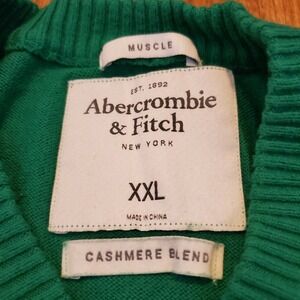 MUSCLE
EST. 1892
Abercrombie
& Fitch
NEW YORK
XXL
MADE IN CHINA
CASHMERE BLEND